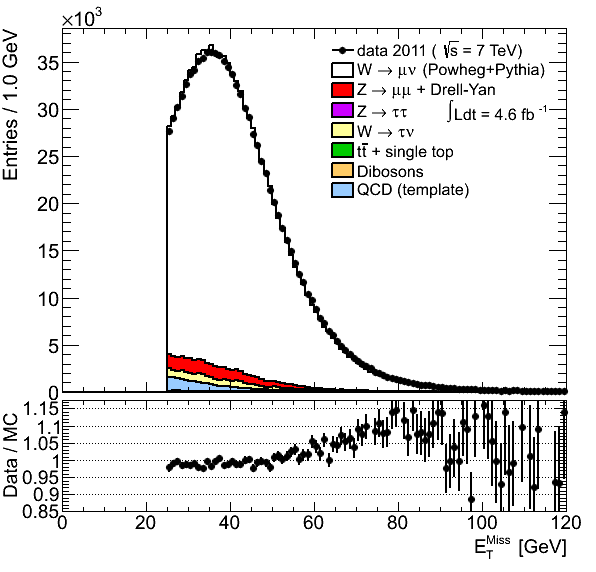 ×10³
Entries / 1.0 GeV
35
30
25
20
15
10
5
0
data 2011 ( √s = 7 TeV)
W → μν (Powheg+Pythia)
Z → μμ + Drell-Yan
Z → ττ
∫Ldt = 4.6 fb⁻¹
W → τν
tt̄ + single top
Dibosons
QCD (template)
Data / MC
1.15
1.1
1.05
1
0.95
0.9
0.85
0 20 40 60 80 100 120
E_T^Miss [GeV]